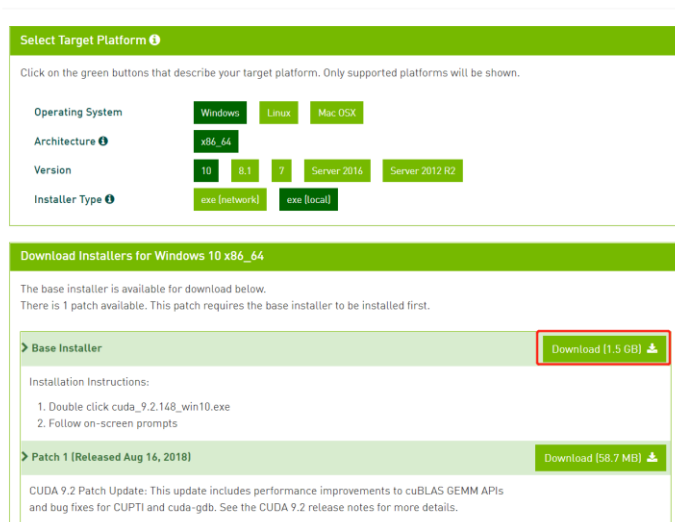 Select Target Platform
Click on the green buttons that describe your target platform. Only supported platforms will be shown.
Operating System Windows Linux Mac OSX
Architecture x86_64
Version 10 8.1 7 Server 2016 Server 2012 R2
Installer Type exe (network) exe (local)
Download Installers for Windows 10 x86_64
The base installer is available for download below.
There is 1 patch available. This patch requires the base installer to be installed first.
Base Installer Download (1.5 GB)
Installation Instructions:
1. Double click cuda_9.2.148_win10.exe
2. Follow on-screen prompts
Patch 1 (Released Aug 16, 2018) Download (58.7 MB)
CUDA 9.2 Patch Update: This update includes performance improvements to cuBLAS GEMM APIs
and bug fixes for CUPTI and cuda-gdb. See the CUDA 9.2 release notes for more details.